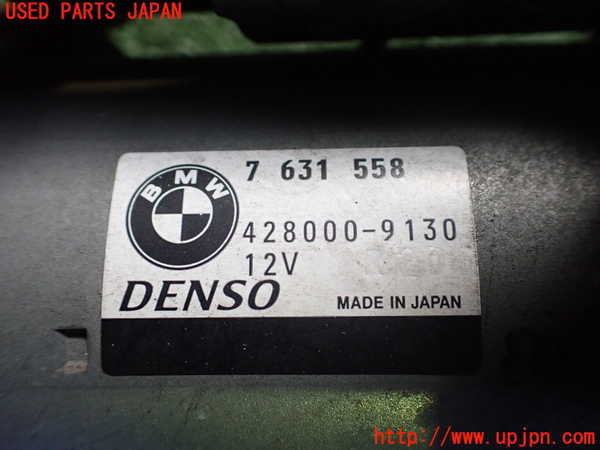 USED PARTS JAPAN
BMW
7 631 558
428000-9130
12V
DENSO
MADE IN JAPAN
http://www.upjpn.com/